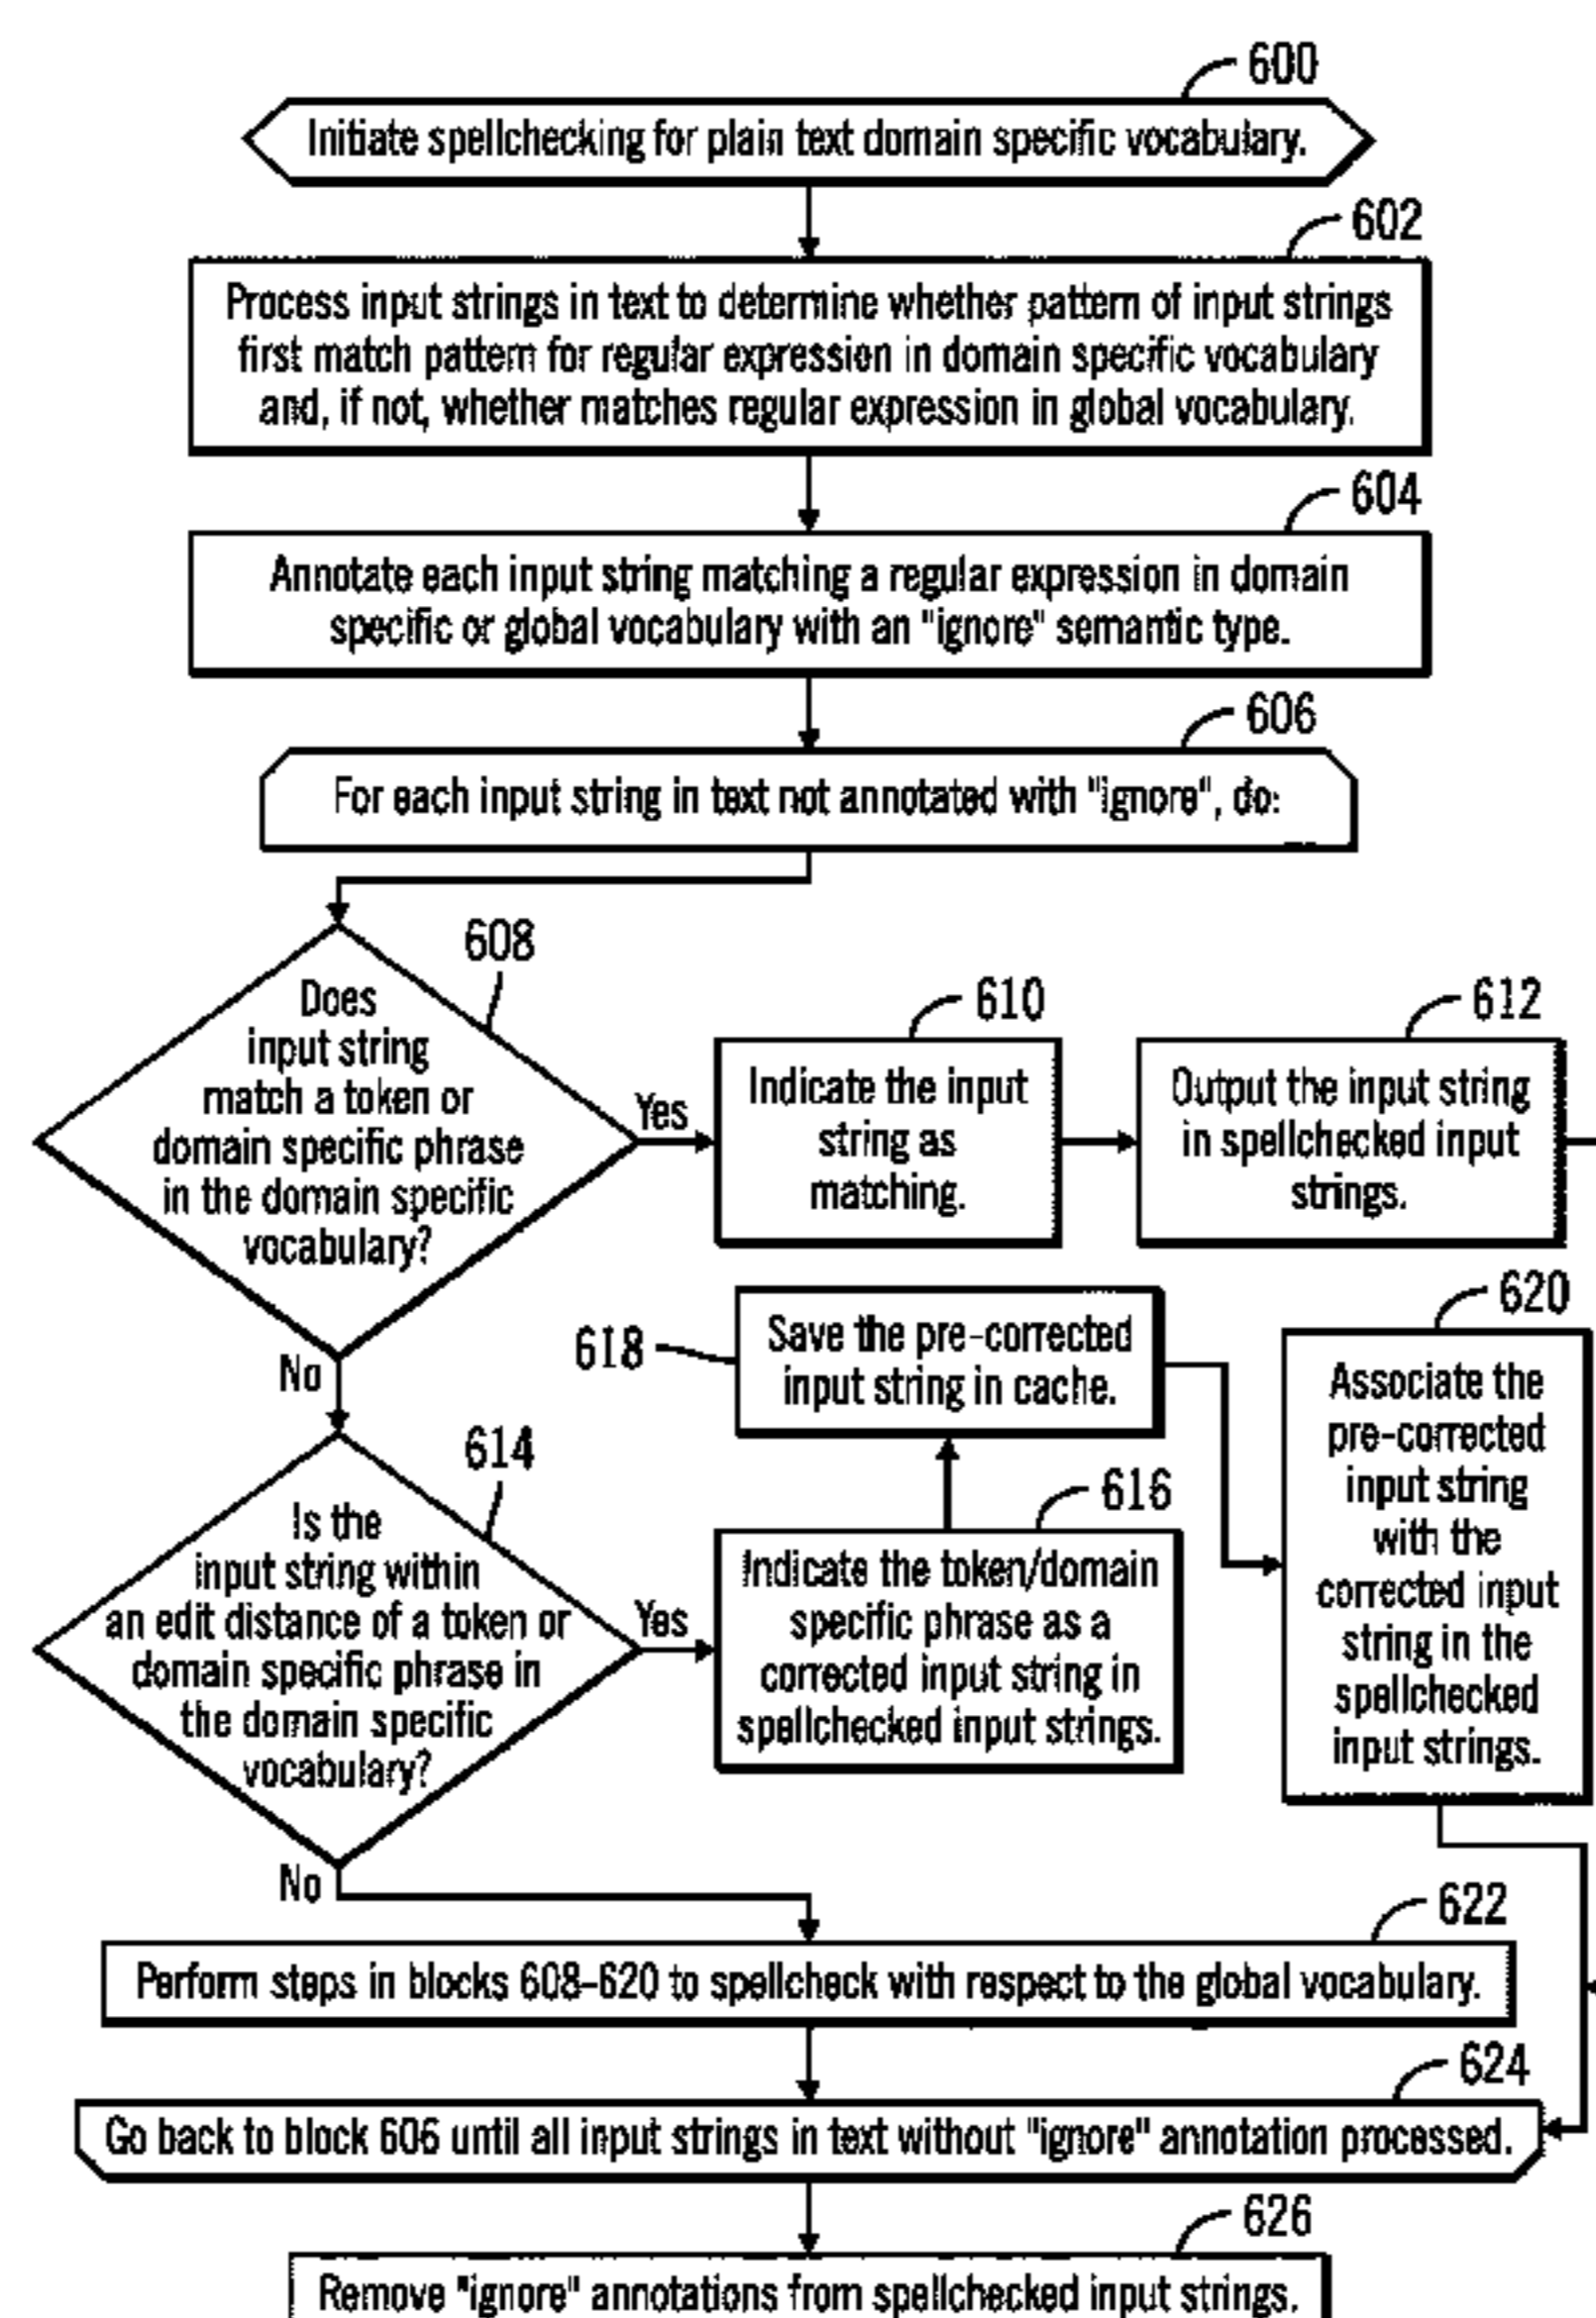 600
Initiate spellchecking for plain text domain specific vocabulary.
602
Process input strings in text to determine whether pattern of input strings
first match pattern for regular expression in domain specific vocabulary
and, if not, whether matches regular expression in global vocabulary.
604
Annotate each input string matching a regular expression in domain
specific or global vocabulary with an "ignore" semantic type.
606
For each input string in text not annotated with "ignore", do:
608
Does
input string
match a token or
domain specific phrase
in the domain specific
vocabulary?
Yes
610
Indicate the input
string as
matching.
612
Output the input string
in spellchecked input
strings.
No
614
Is the
input string within
an edit distance of a token or
domain specific phrase in
the domain specific
vocabulary?
Yes
616
Indicate the token/domain
specific phrase as a
corrected input string in
spellchecked input strings.
618
Save the pre-corrected
input string in cache.
620
Associate the
pre-corrected
input string
with the
corrected input
string in the
spellchecked
input strings.
No
622
Perform steps in blocks 608-620 to spellcheck with respect to the global vocabulary.
624
Go back to block 606 until all input strings in text without "ignore" annotation processed.
626
Remove "ignore" annotations from spellchecked input strings.